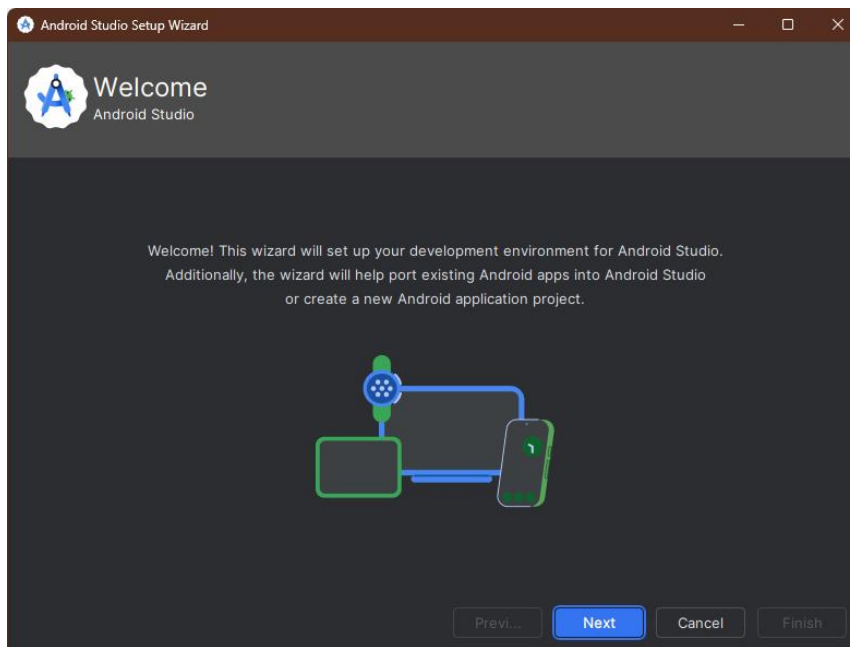 Android Studio Setup Wizard
Welcome
Android Studio
Welcome! This wizard will set up your development environment for Android Studio.
Additionally, the wizard will help port existing Android apps into Android Studio
or create a new Android application project.
Previ... Next Cancel Finish